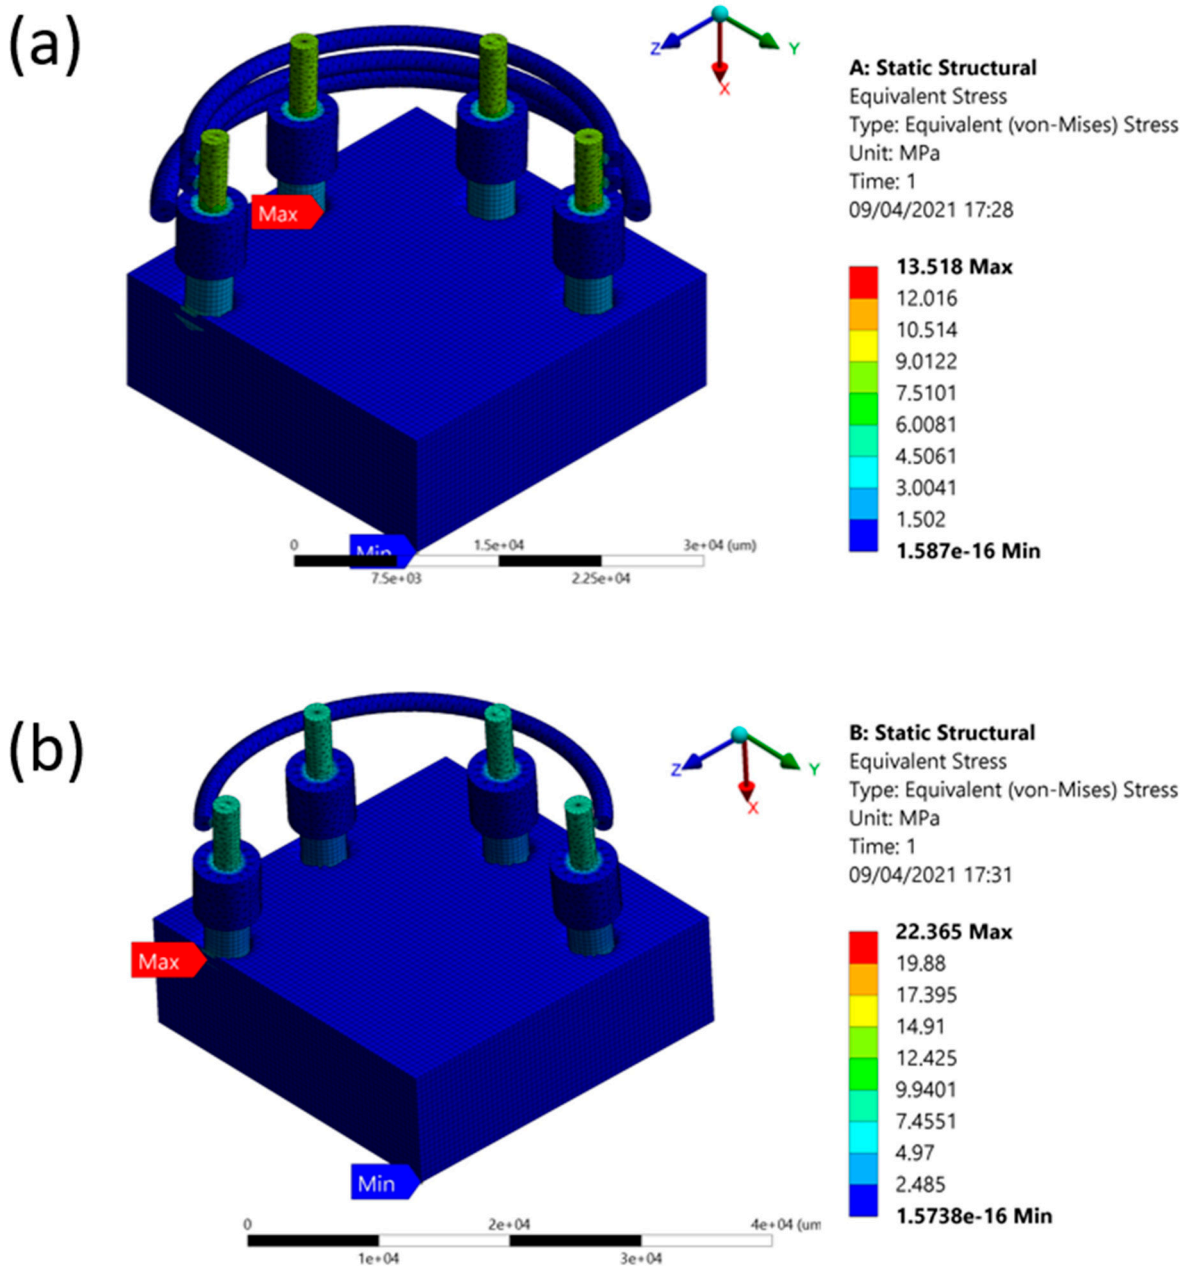 (a)
Z
Y
X
A: Static Structural
Equivalent Stress
Type: Equivalent (von-Mises) Stress
Unit: MPa
Time: 1
09/04/2021 17:28
Max
13.518 Max
12.016
10.514
9.0122
7.5101
6.0081
4.5061
3.0041
1.502
1.587e-16 Min
Min
0
1.5e+04
3e+04 (um)
7.5e+03
2.25e+04
(b)
Z
Y
X
B: Static Structural
Equivalent Stress
Type: Equivalent (von-Mises) Stress
Unit: MPa
Time: 1
09/04/2021 17:31
Max
22.365 Max
19.88
17.395
14.91
12.425
9.9401
7.4551
4.97
2.485
1.5738e-16 Min
Min
0
2e+04
4e+04 (um
1e+04
3e+04